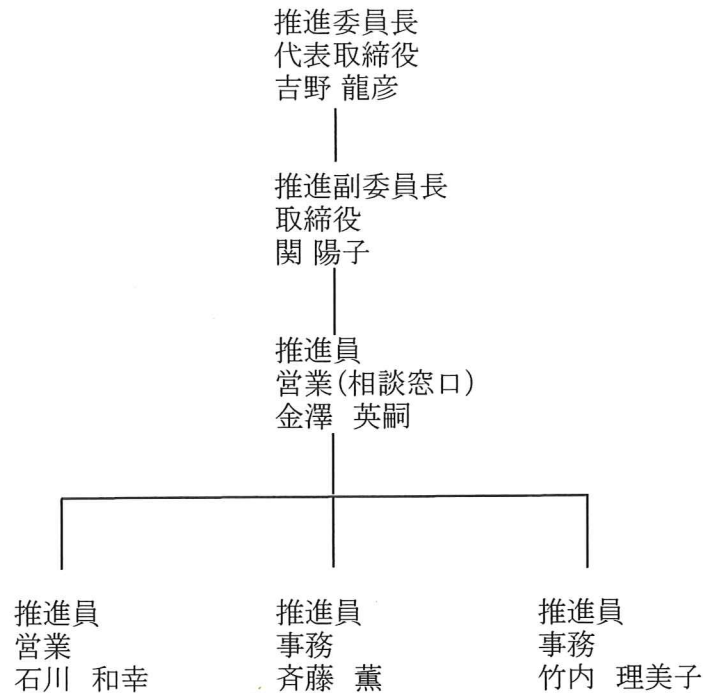 推進委員長
代表取締役
吉野 龍彦
推進副委員長
取締役
関 陽子
推進員
営業(相談窓口)
金澤 英嗣
推進員
営業
石川 和幸
推進員
事務
斉藤 薫
推進員
事務
竹内 理美子